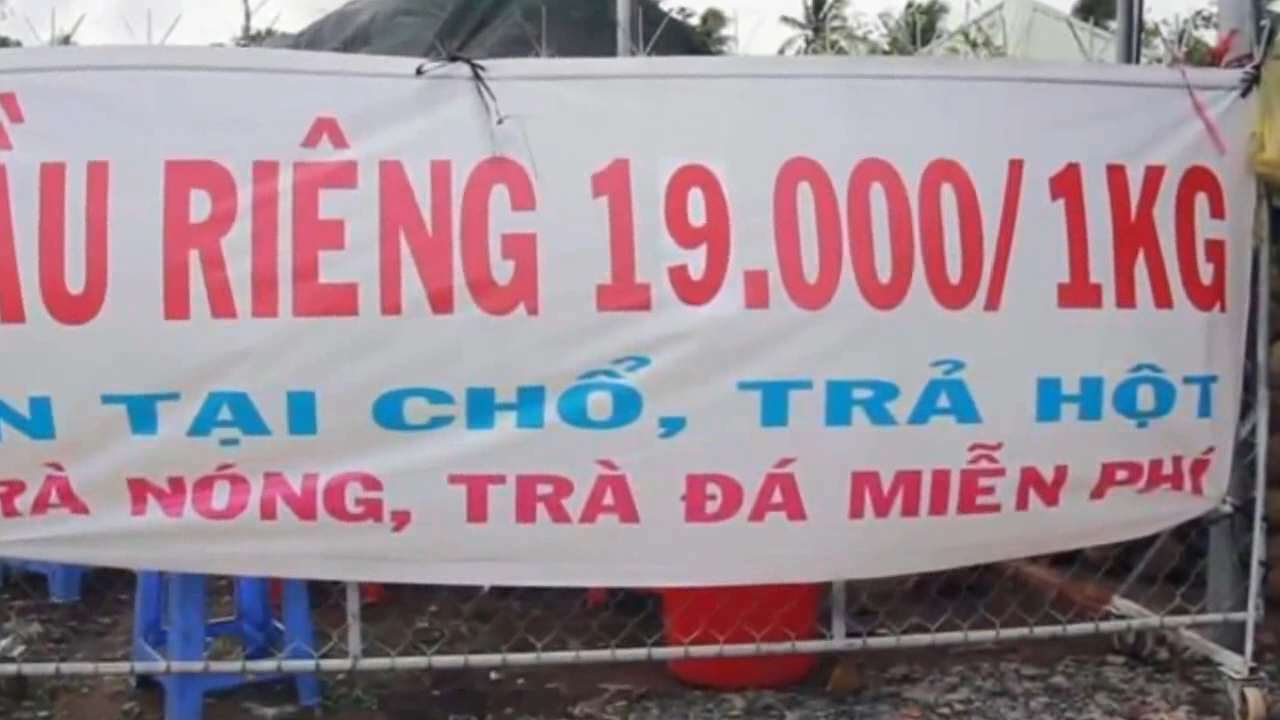 RIÊNG 19.000/ 1KG
TẠI CHỔ, TRẢ HỘT
NÓNG, TRÀ ĐÁ MIỄN PHÍ